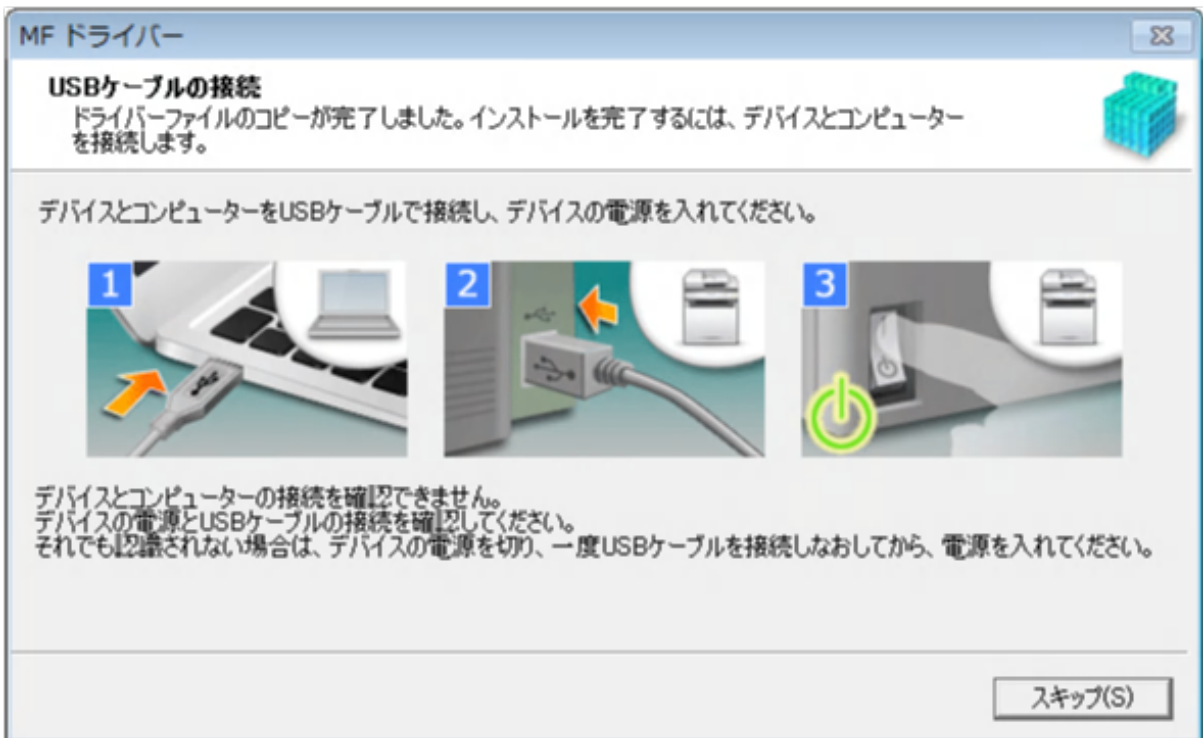 MF ドライバー
USBケーブルの接続
ドライバーファイルのコピーが完了しました。インストールを完了するには、デバイスとコンピューター
を接続します。
デバイスとコンピューターをUSBケーブルで接続し、デバイスの電源を入れてください。
1
2
3
デバイスとコンピューターの接続を確認できません。
デバイスの電源とUSBケーブルの接続を確認してください。
それでも認識されない場合は、デバイスの電源を切り、一度USBケーブルを接続しなおしてから、電源を入れてください。
スキップ(S)